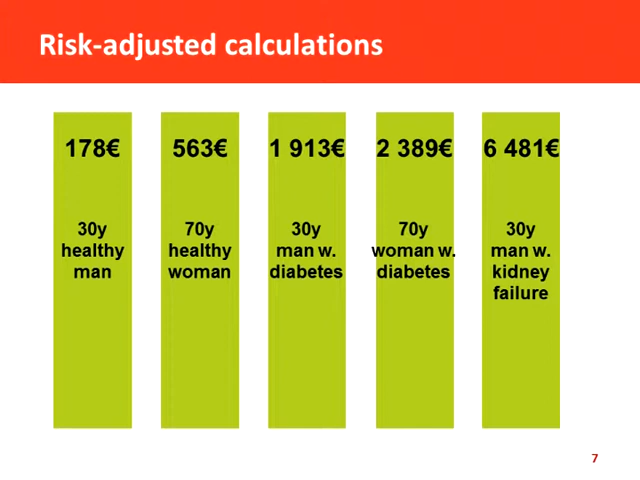 Risk-adjusted calculations
178€
30y
healthy
man
563€
70y
healthy
woman
1 913€
30y
man w.
diabetes
2 389€
70y
woman w.
diabetes
6 481€
30y
man w.
kidney
failure
7